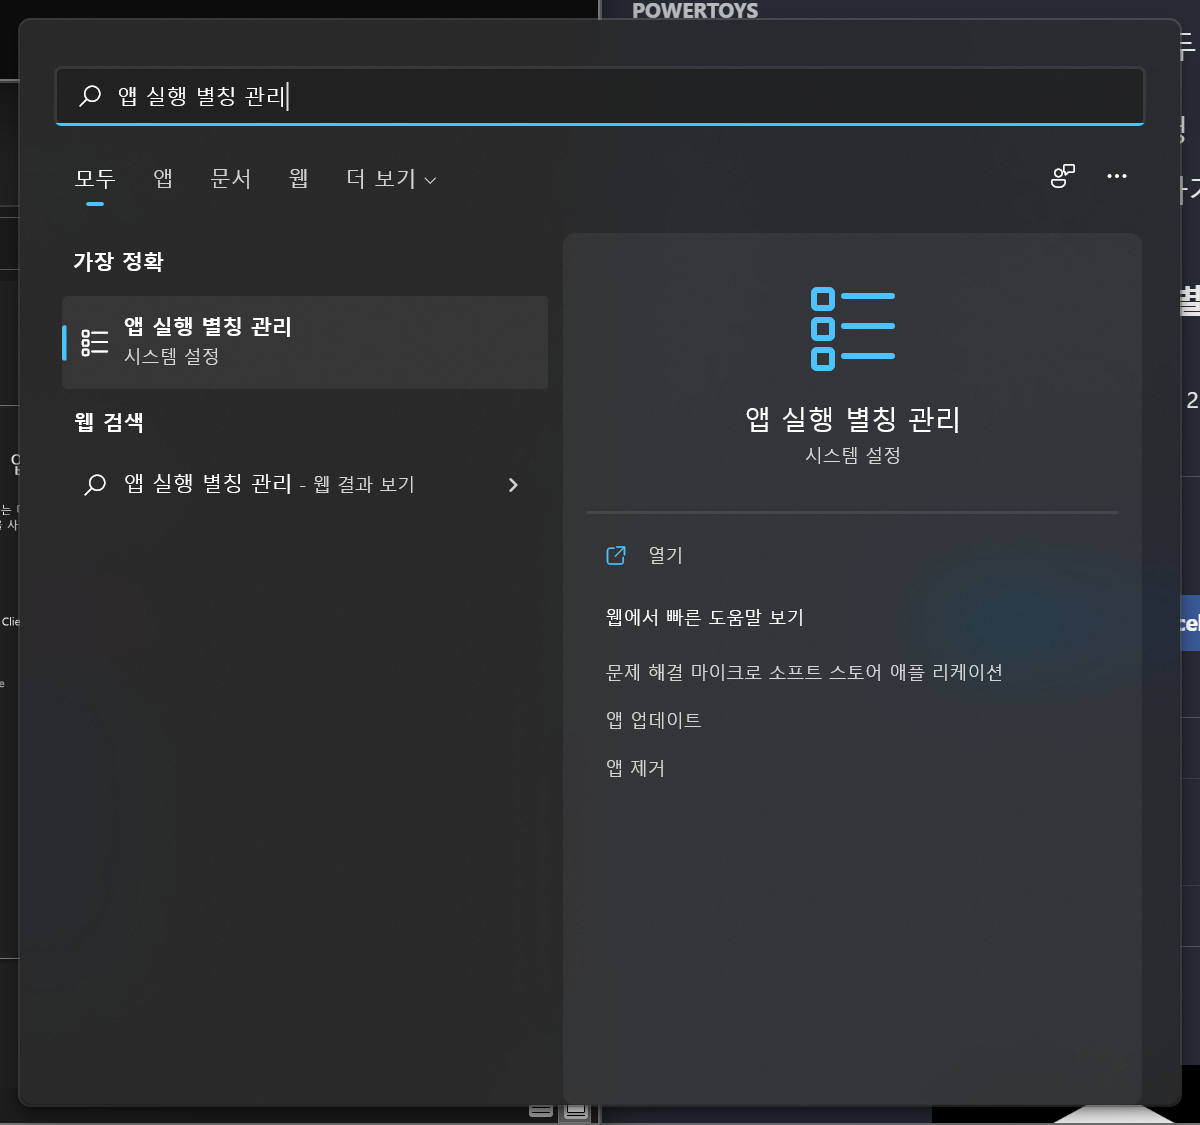 POWERTOYS
앱 실행 별칭 관리
모두 앱 문서 웹 더 보기
가장 정확
앱 실행 별칭 관리
시스템 설정
웹 검색
앱 실행 별칭 관리 - 웹 결과 보기
앱 실행 별칭 관리
시스템 설정
열기
웹에서 빠른 도움말 보기
문제 해결 마이크로 소프트 스토어 애플 리케이션
앱 업데이트
앱 제거
2